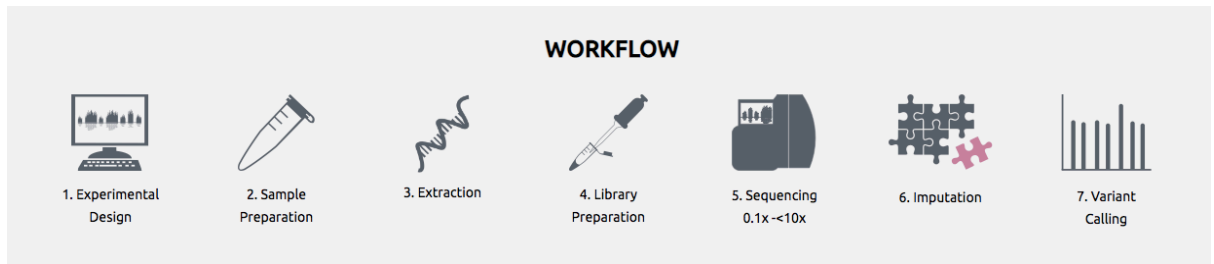 WORKFLOW
1. Experimental
Design
2. Sample
Preparation
3. Extraction
4. Library
Preparation
5. Sequencing
0.1x -<10x
6. Imputation
7. Variant
Calling